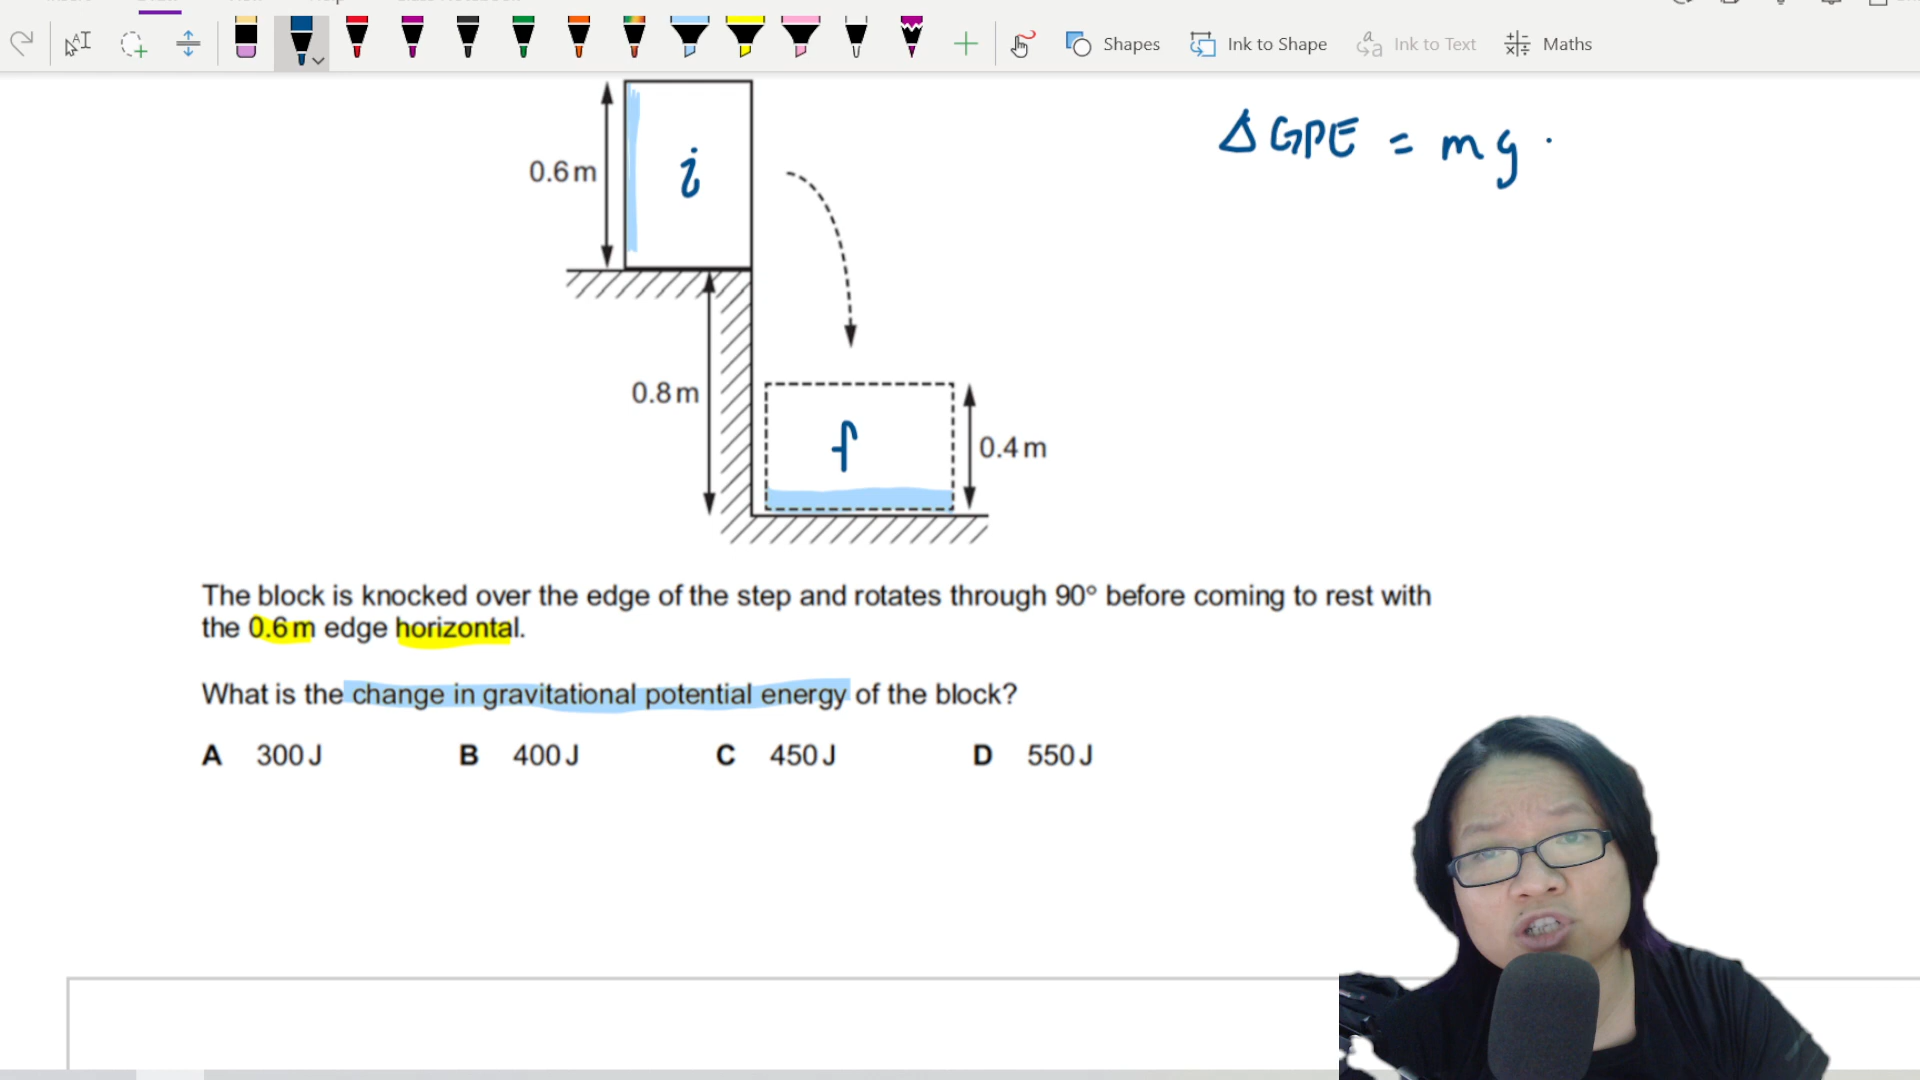 Shapes
Ink to Shape
Ink to Text
Maths
0.6 m
i
Δ GPE = mg ·
0.8 m
f
0.4 m
The block is knocked over the edge of the step and rotates through 90° before coming to rest with
the 0.6 m edge horizontal.
What is the change in gravitational potential energy of the block?
A 300 J B 400 J C 450 J D 550 J